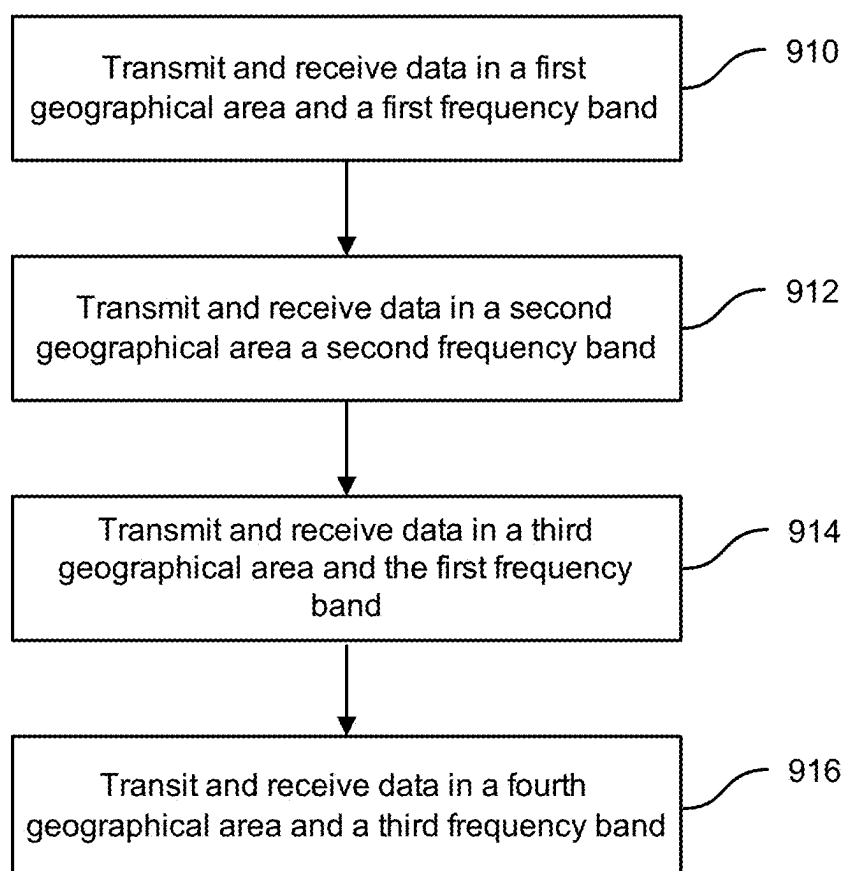 Transmit and receive data in a first
geographical area and a first frequency band
910
Transmit and receive data in a second
geographical area a second frequency band
912
Transmit and receive data in a third
geographical area and the first frequency
band
914
Transit and receive data in a fourth
geographical area and a third frequency band
916